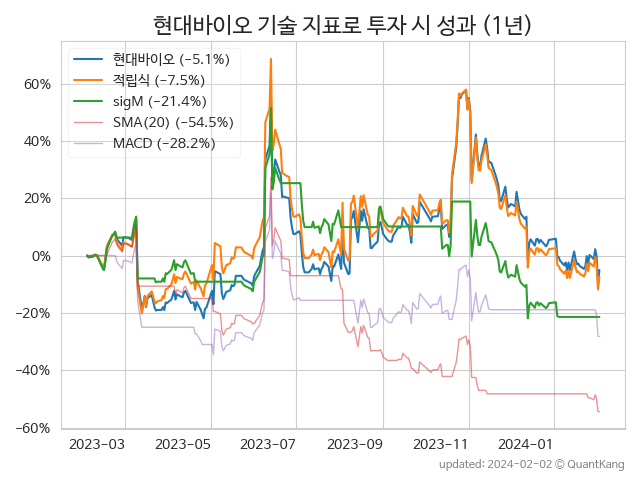 현대바이오 기술 지표로 투자 시 성과 (1년)
현대바이오 (−5.1%)
적립식 (−7.5%)
sigM (−21.4%)
SMA(20) (−54.5%)
MACD (−28.2%)
60%
40%
20%
0%
−20%
−40%
−60%
2023-03 2023-05 2023-07 2023-09 2023-11 2024-01
updated: 2024-02-02 © QuantKang